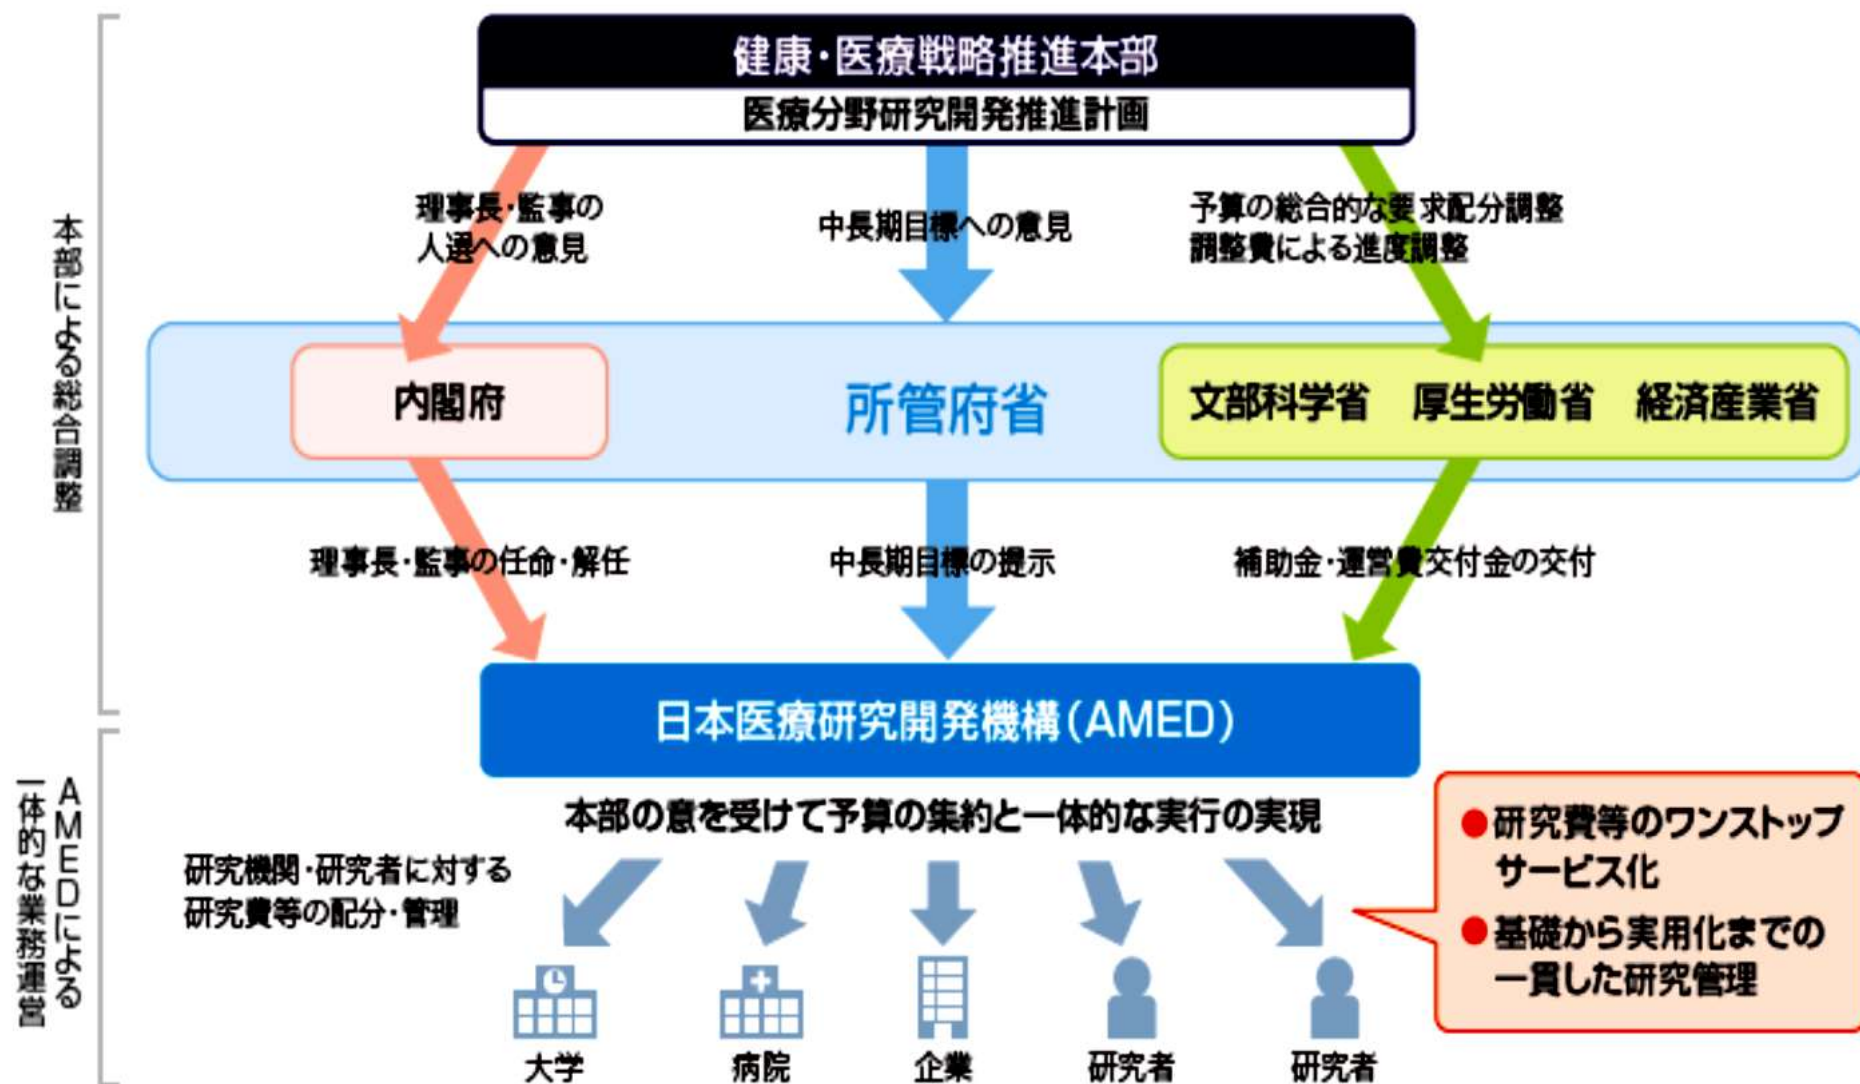 健康・医療戦略推進本部
医療分野研究開発推進計画
理事長・監事の
人選への意見
中長期目標への意見
予算の総合的な要求配分調整
調整費による進度調整
本部による総合調整
内閣府
所管府省
文部科学省 厚生労働省 経済産業省
理事長・監事の任命・解任
中長期目標の提示
補助金・運営費交付金の交付
日本医療研究開発機構(AMED)
本部の意を受けて予算の集約と一体的な実行の実現
AMEDによる
一体的な業務運営
研究機関・研究者に対する
研究費等の配分・管理
●研究費等のワンストップ
サービス化
●基礎から実用化までの
一貫した研究管理
大学
病院
企業
研究者
研究者